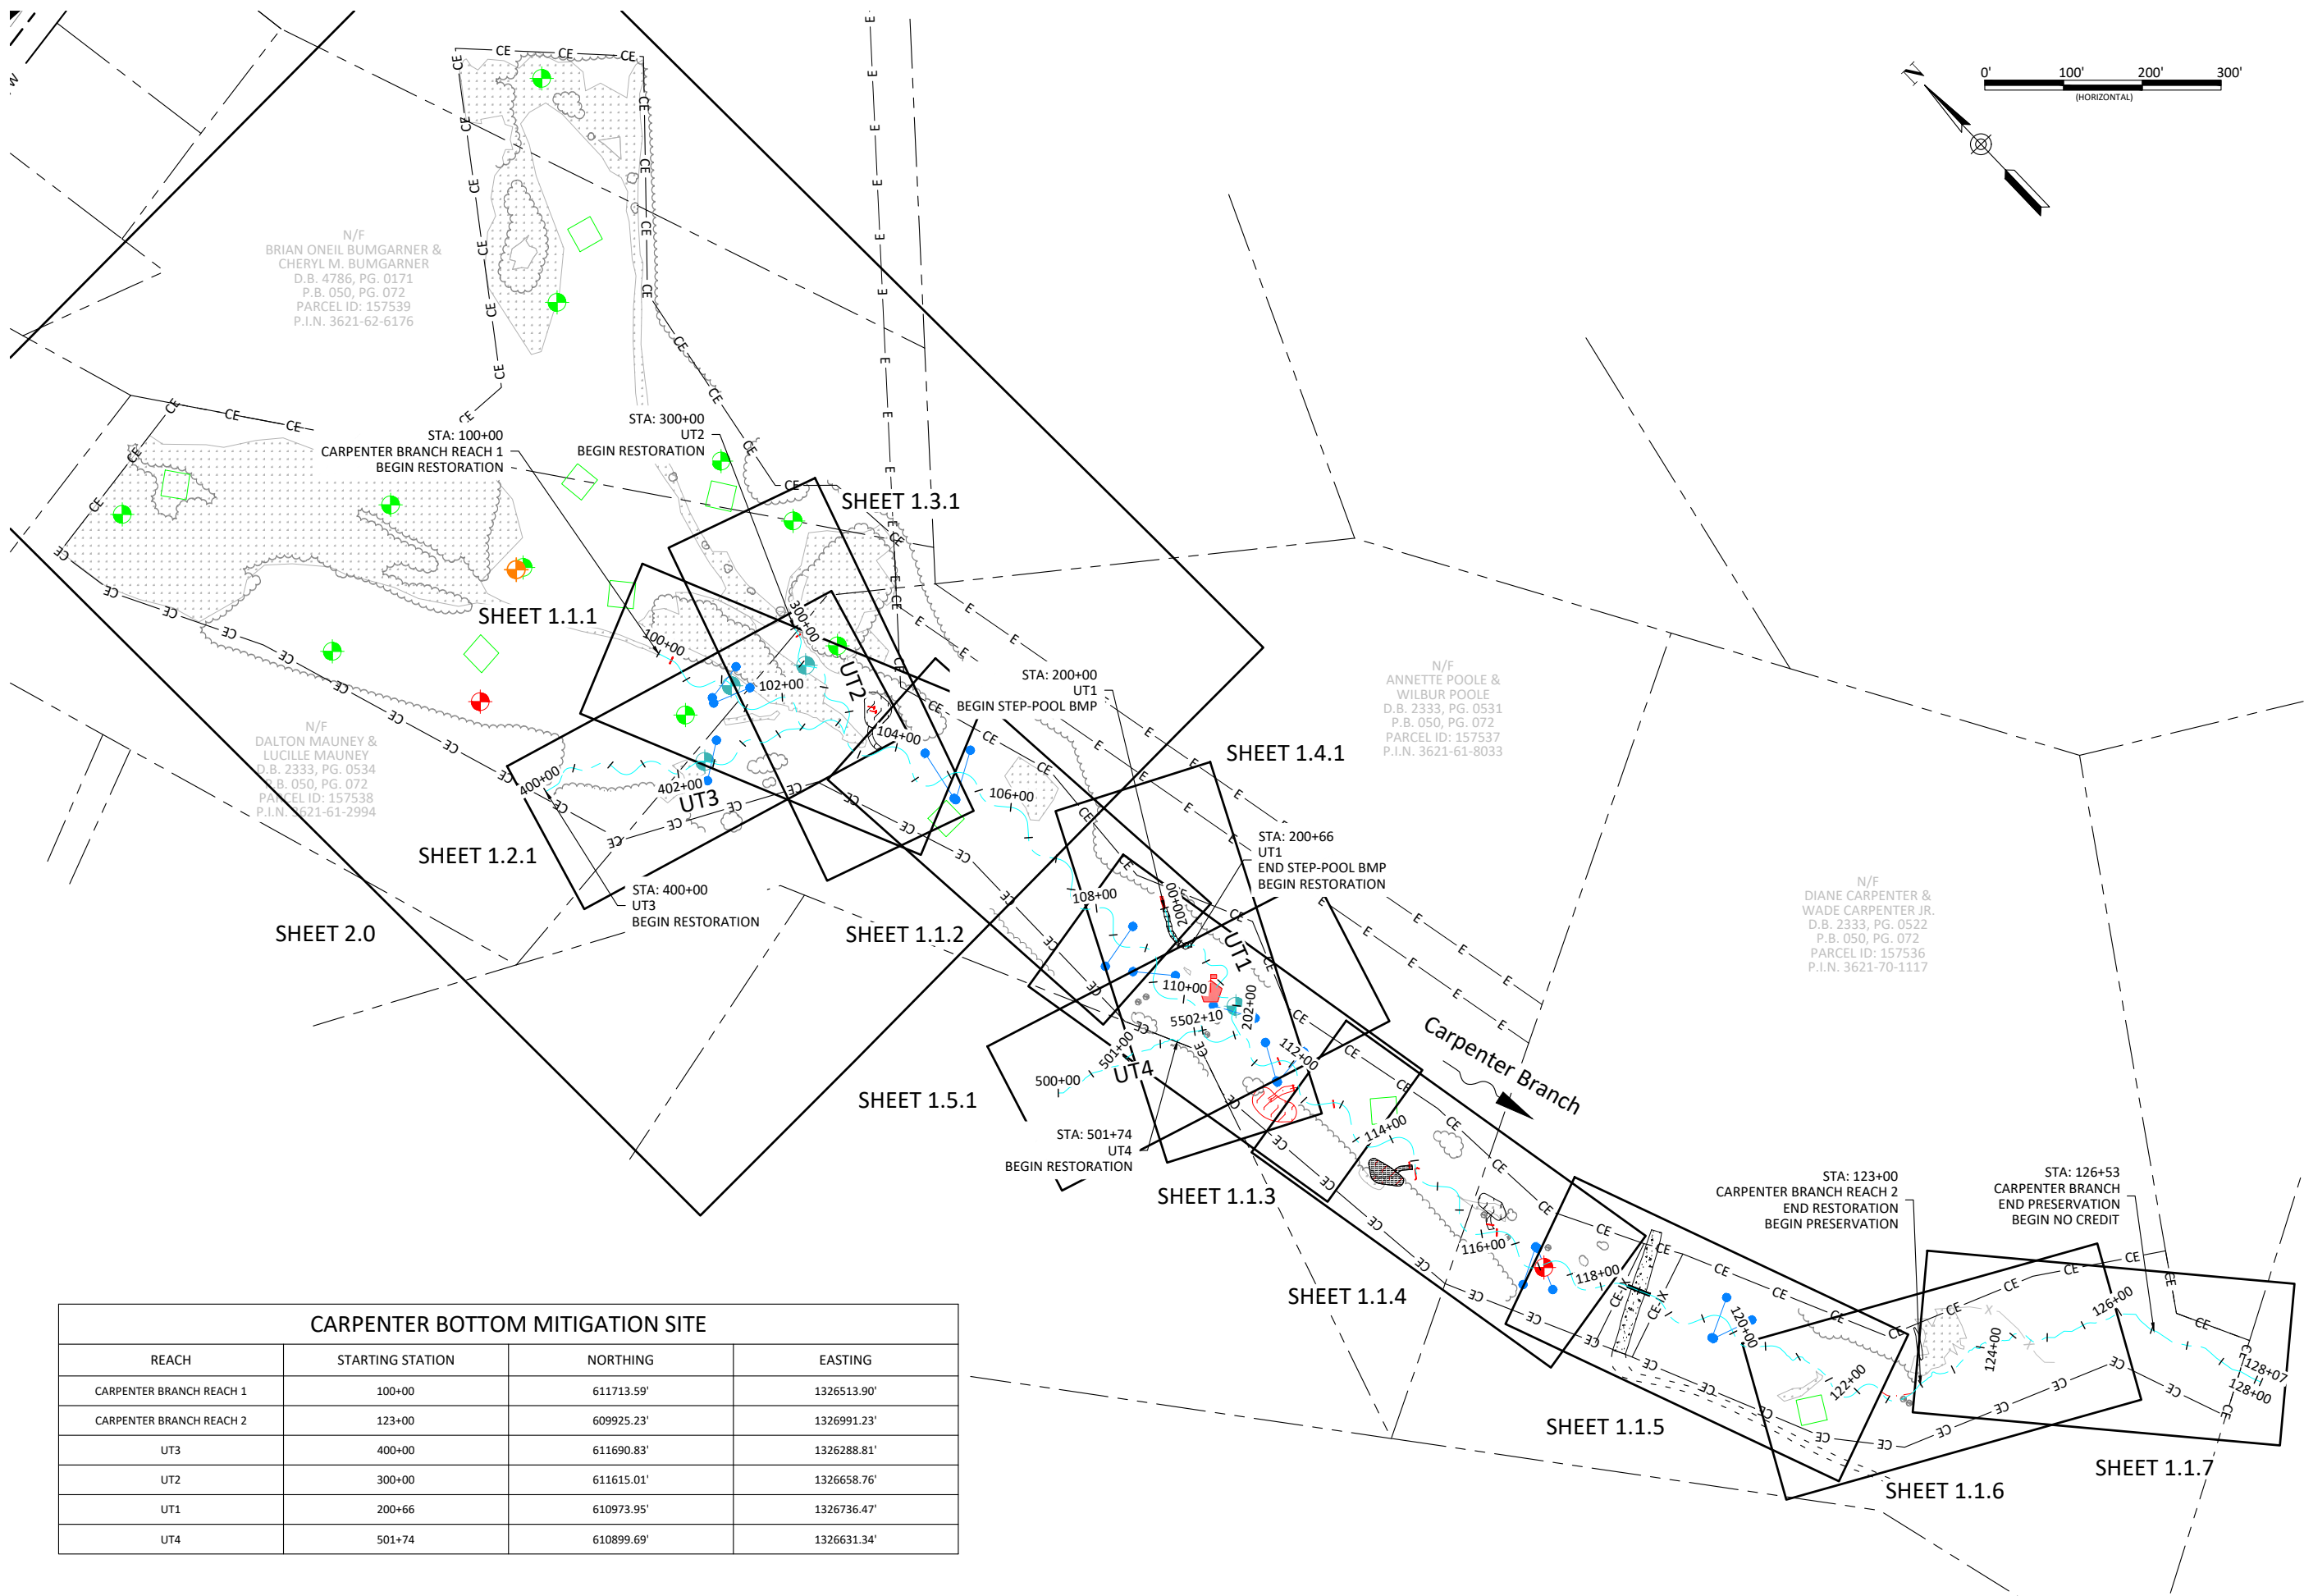 0' 100' 200' 300'
(HORIZONTAL)
N
W
N/F
BRIAN ONEIL BUMGARNER &
CHERYL M. BUMGARNER
D.B. 4786, PG. 0171
P.B. 050, PG. 072
PARCEL ID: 157539
P.I.N. 3621-62-6176
STA: 100+00
CARPENTER BRANCH REACH 1
BEGIN RESTORATION
STA: 300+00
UT2
BEGIN RESTORATION
SHEET 1.3.1
SHEET 1.1.1
100+00
300+00
102+00
UT2
104+00
STA: 200+00
UT1
BEGIN STEP-POOL BMP
N/F
ANNETTE POOLE &
WILBUR POOLE
D.B. 2333, PG. 0531
P.B. 050, PG. 072
PARCEL ID: 157537
P.I.N. 3621-61-8033
N/F
DALTON MAUNEY &
LUCILLE MAUNEY
D.B. 2333, PG. 0534
P.B. 050, PG. 072
PARCEL ID: 157538
P.I.N. 3621-61-2994
400+00
402+00
UT3
106+00
SHEET 1.4.1
SHEET 1.2.1
STA: 200+66
UT1
END STEP-POOL BMP
BEGIN RESTORATION
STA: 400+00
UT3
BEGIN RESTORATION
108+00
200+00
UT1
SHEET 2.0
SHEET 1.1.2
N/F
DIANE CARPENTER &
WADE CARPENTER JR.
D.B. 2333, PG. 0522
P.B. 050, PG. 072
PARCEL ID: 157536
P.I.N. 3621-70-1117
110+00
202+00
5502+10
501+00
500+00
UT4
112+00
Carpenter Branch
SHEET 1.5.1
STA: 501+74
UT4
BEGIN RESTORATION
114+00
SHEET 1.1.3
STA: 123+00
CARPENTER BRANCH REACH 2
END RESTORATION
BEGIN PRESERVATION
STA: 126+53
CARPENTER BRANCH
END PRESERVATION
BEGIN NO CREDIT
116+00
118+00
SHEET 1.1.4
120+00
122+00
124+00
126+00
128+07
128+00
SHEET 1.1.5
SHEET 1.1.6
SHEET 1.1.7
CARPENTER BOTTOM MITIGATION SITE
REACH STARTING STATION NORTHING EASTING
CARPENTER BRANCH REACH 1 100+00 611713.59' 1326513.90'
CARPENTER BRANCH REACH 2 123+00 609925.23' 1326991.23'
UT3 400+00 611690.83' 1326288.81'
UT2 300+00 611615.01' 1326658.76'
UT1 200+66 610973.95' 1326736.47'
UT4 501+74 610899.69' 1326631.34'